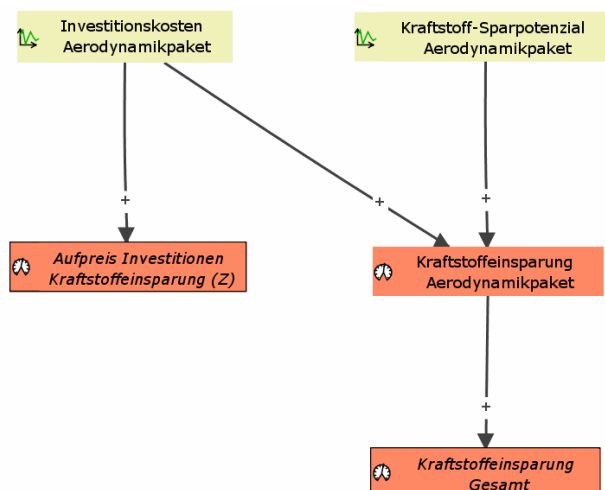 Investitionskosten
Aerodynamikpaket
Kraftstoff-Sparpotenzial
Aerodynamikpaket
+
+
+
Aufpreis Investitionen
Kraftstoffeinsparung (Z)
Kraftstoffeinsparung
Aerodynamikpaket
+
Kraftstoffeinsparung
Gesamt